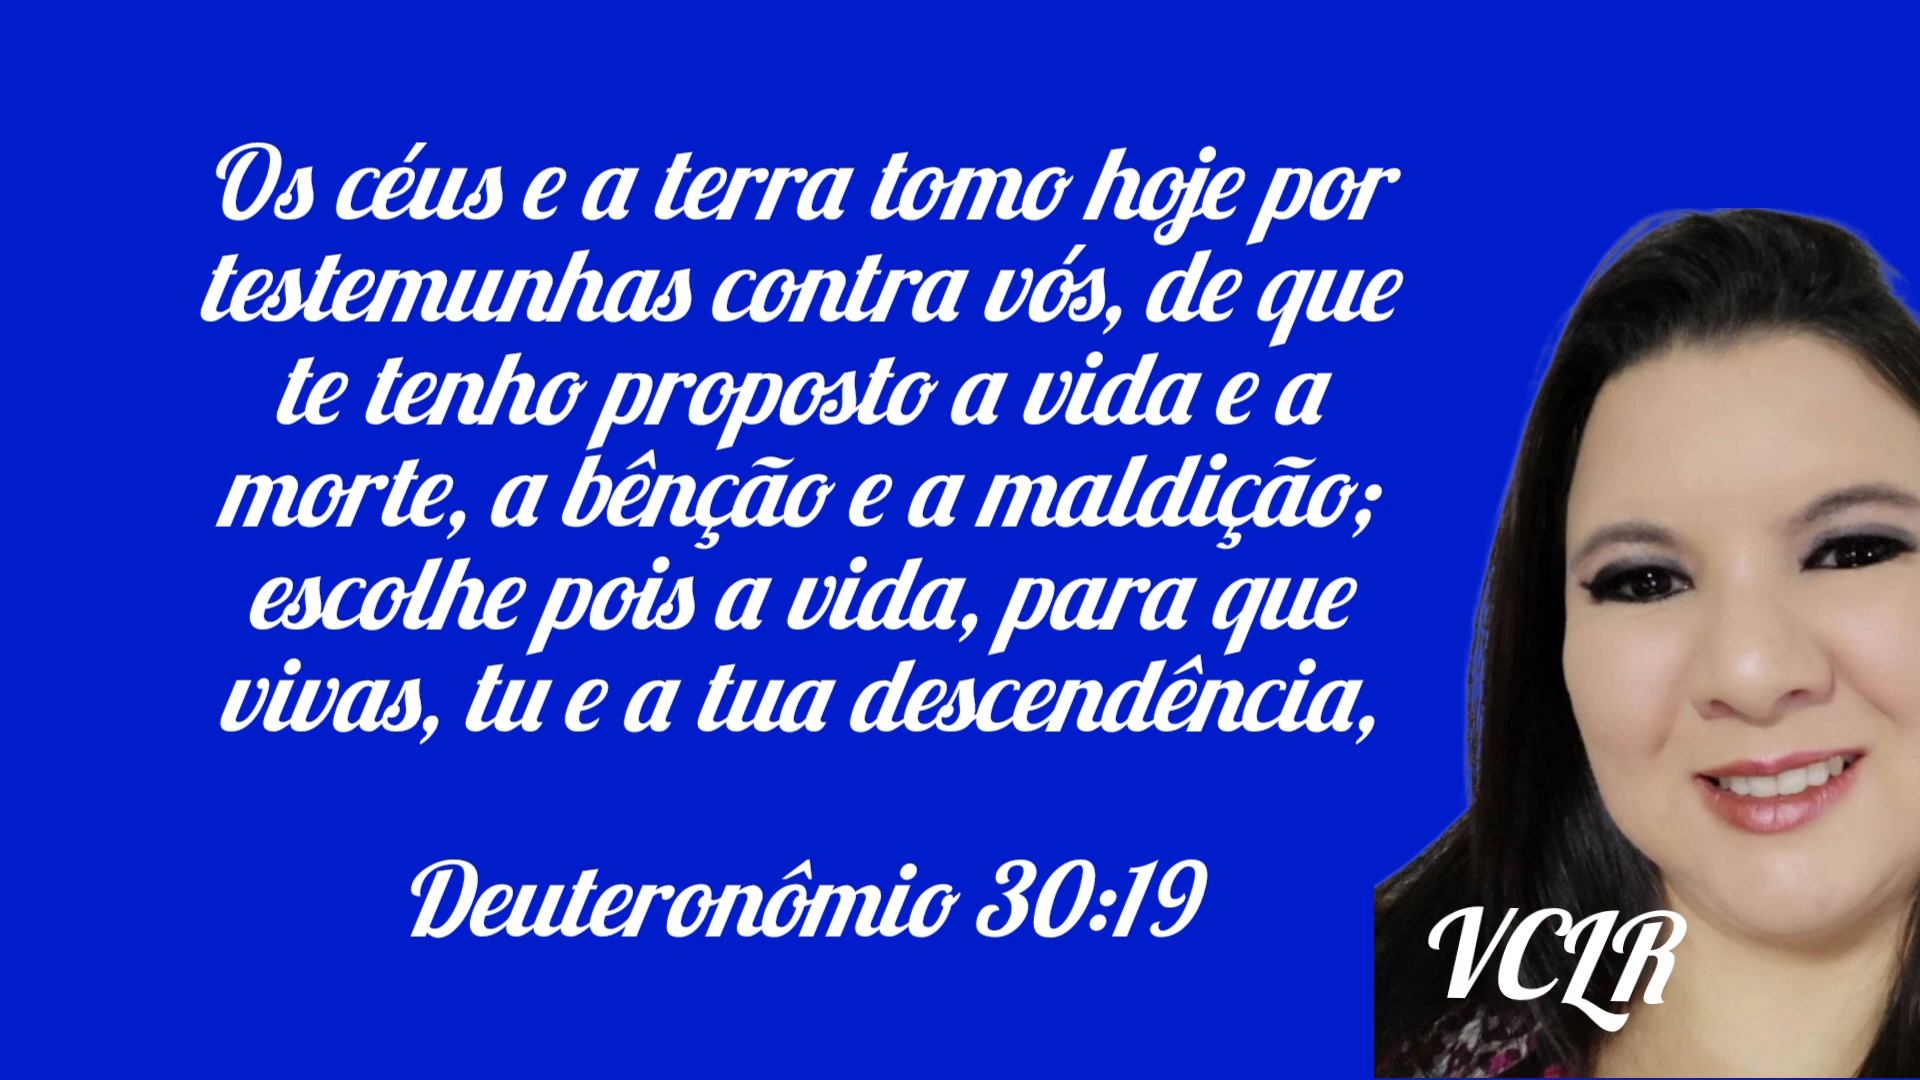 Os céus e a terra tomo hoje por
testemunhas contra vós, de que
te tenho proposto a vida e a
morte, a bênção e a maldição;
escolhe pois a vida, para que
vivas, tu e a tua descendência,
Deuteronômio 30:19
VCLR